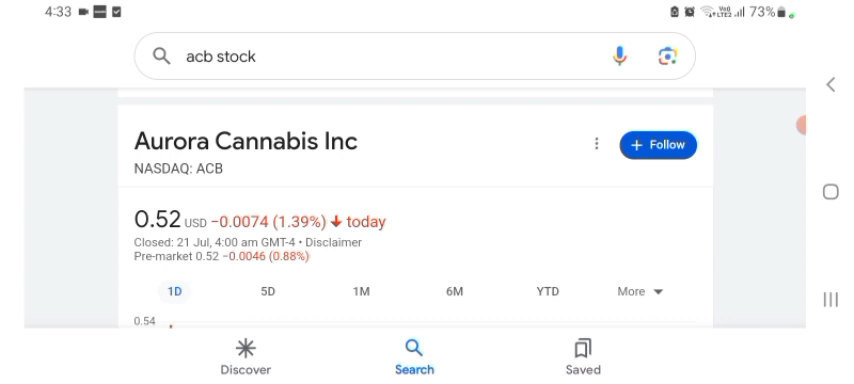 4:33
Vo0
LTE2
73%
acb stock
Aurora Cannabis Inc
+ Follow
NASDAQ: ACB
0.52 USD −0.0074 (1.39%) ↓ today
Closed: 21 Jul, 4:00 am GMT-4 • Disclaimer
Pre-market 0.52 −0.0046 (0.88%)
1D 5D 1M 6M YTD More
0.54
Discover Search Saved